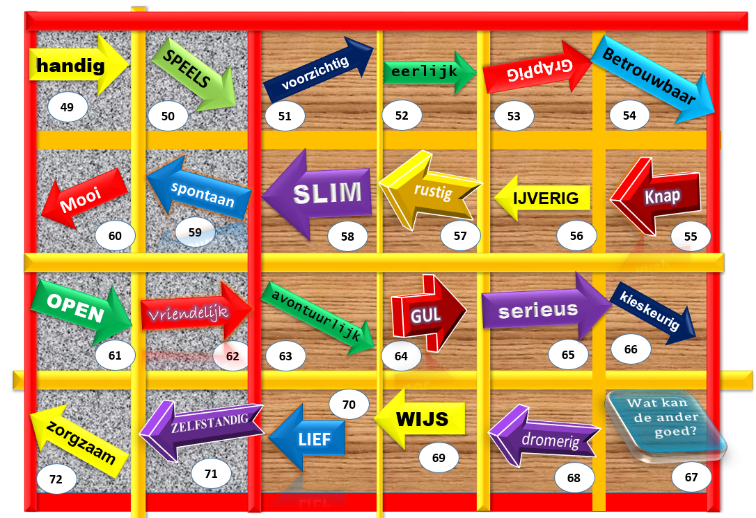 handig
SPEELS
voorzichtig
eerlijk
GrApPiG
Betrouwbaar
49
50
51
52
53
54
Mooi
spontaan
SLIM
rustig
IJVERIG
Knap
60
59
58
57
56
55
OPEN
Vriendelijk
avontuurlijk
GUL
serieus
kieskeurig
61
62
63
64
65
66
zorgzaam
ZELFSTANDIG
LIEF
WIJS
dromerig
Wat kan
de ander
goed?
72
71
70
69
68
67